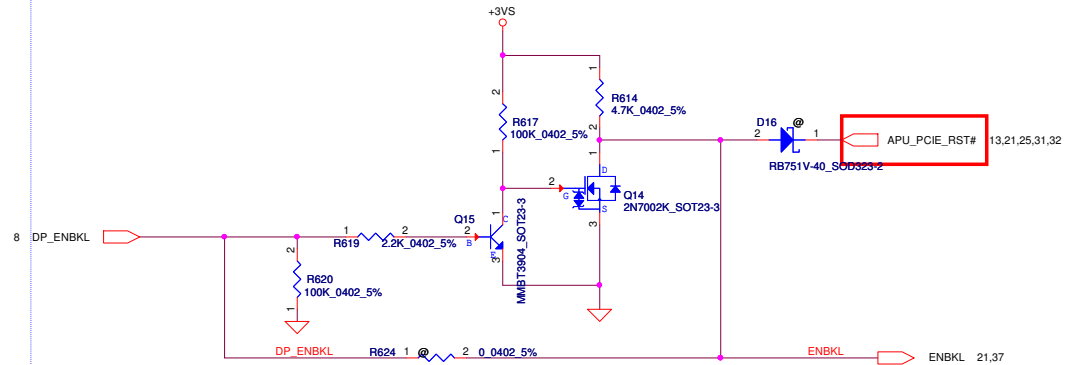 +3VS
1
2
R614
4.7K_0402_5%
2
R617
100K_0402_5%
1
D16
@
2
1
APU_PCIE_RST#
13,21,25,31,32
RB751V-40_SOD323-2
1
D
2
G
S
Q14
2N7002K_SOT23-3
3
1
C
Q15
2
B
E
3
MMBT3904_SOT23-3
8
DP_ENBKL
1
2
R619
2.2K_0402_5%
2
R620
100K_0402_5%
1
DP_ENBKL
R624
1
@
2
0_0402_5%
ENBKL
ENBKL
21,37